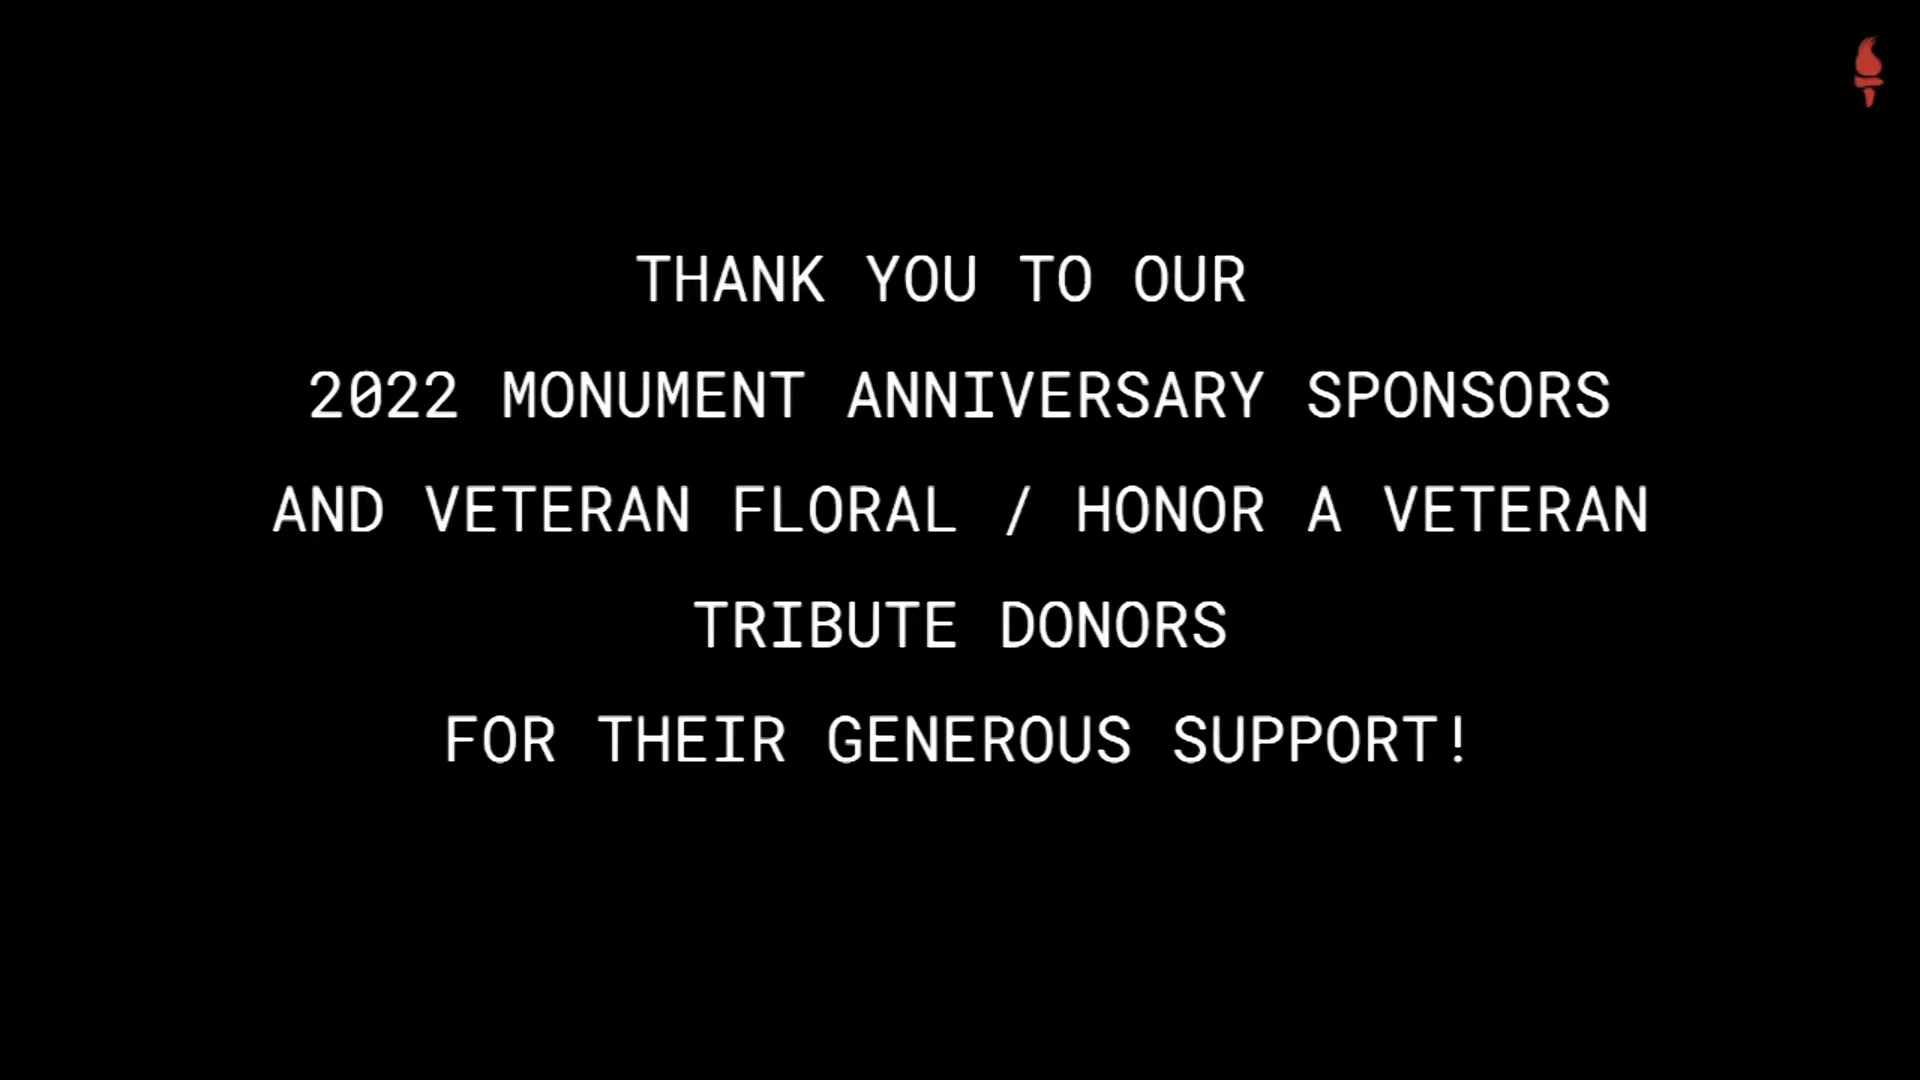 THANK YOU TO OUR
2022 MONUMENT ANNIVERSARY SPONSORS
AND VETERAN FLORAL / HONOR A VETERAN
TRIBUTE DONORS
FOR THEIR GENEROUS SUPPORT!